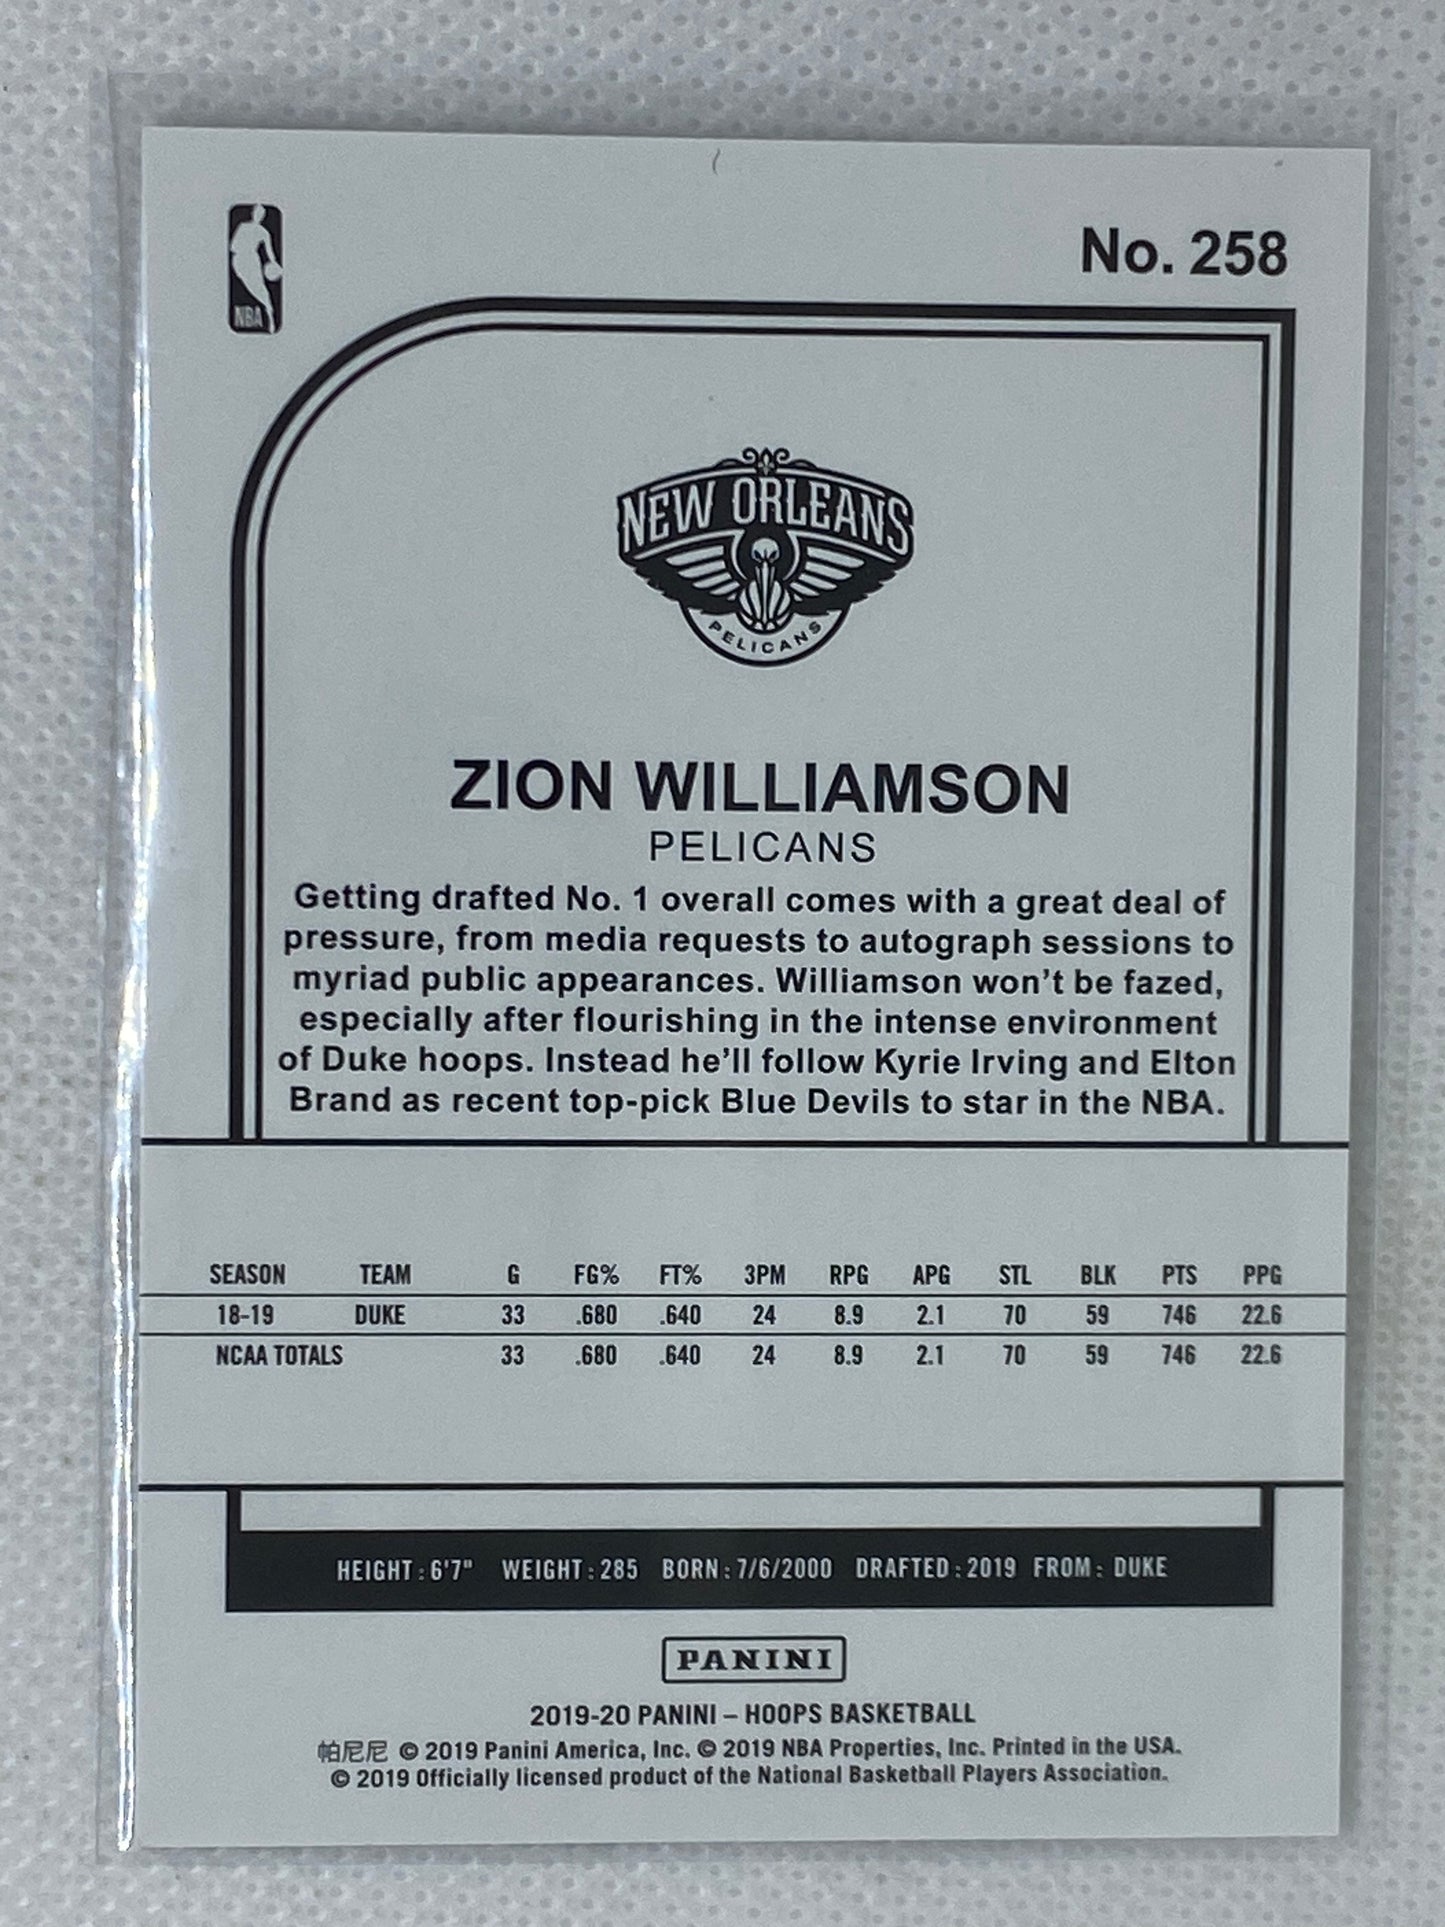 NBA
No. 258
NEW ORLEANS
PELICANS
ZION WILLIAMSON
PELICANS
Getting drafted No. 1 overall comes with a great deal of
pressure, from media requests to autograph sessions to
myriad public appearances. Williamson won't be fazed,
especially after flourishing in the intense environment
of Duke hoops. Instead he'll follow Kyrie Irving and Elton
Brand as recent top-pick Blue Devils to star in the NBA.
SEASON TEAM G FG% FT% 3PM RPG APG STL BLK PTS PPG
18-19 DUKE 33 .680 .640 24 8.9 2.1 70 59 746 22.6
NCAA TOTALS 33 .680 .640 24 8.9 2.1 70 59 746 22.6
HEIGHT: 6'7" WEIGHT: 285 BORN: 7/6/2000 DRAFTED: 2019 FROM: DUKE
PANINI
2019-20 PANINI – HOOPS BASKETBALL
帕尼尼 © 2019 Panini America, Inc. © 2019 NBA Properties, Inc. Printed in the USA.
© 2019 Officially licensed product of the National Basketball Players Association.